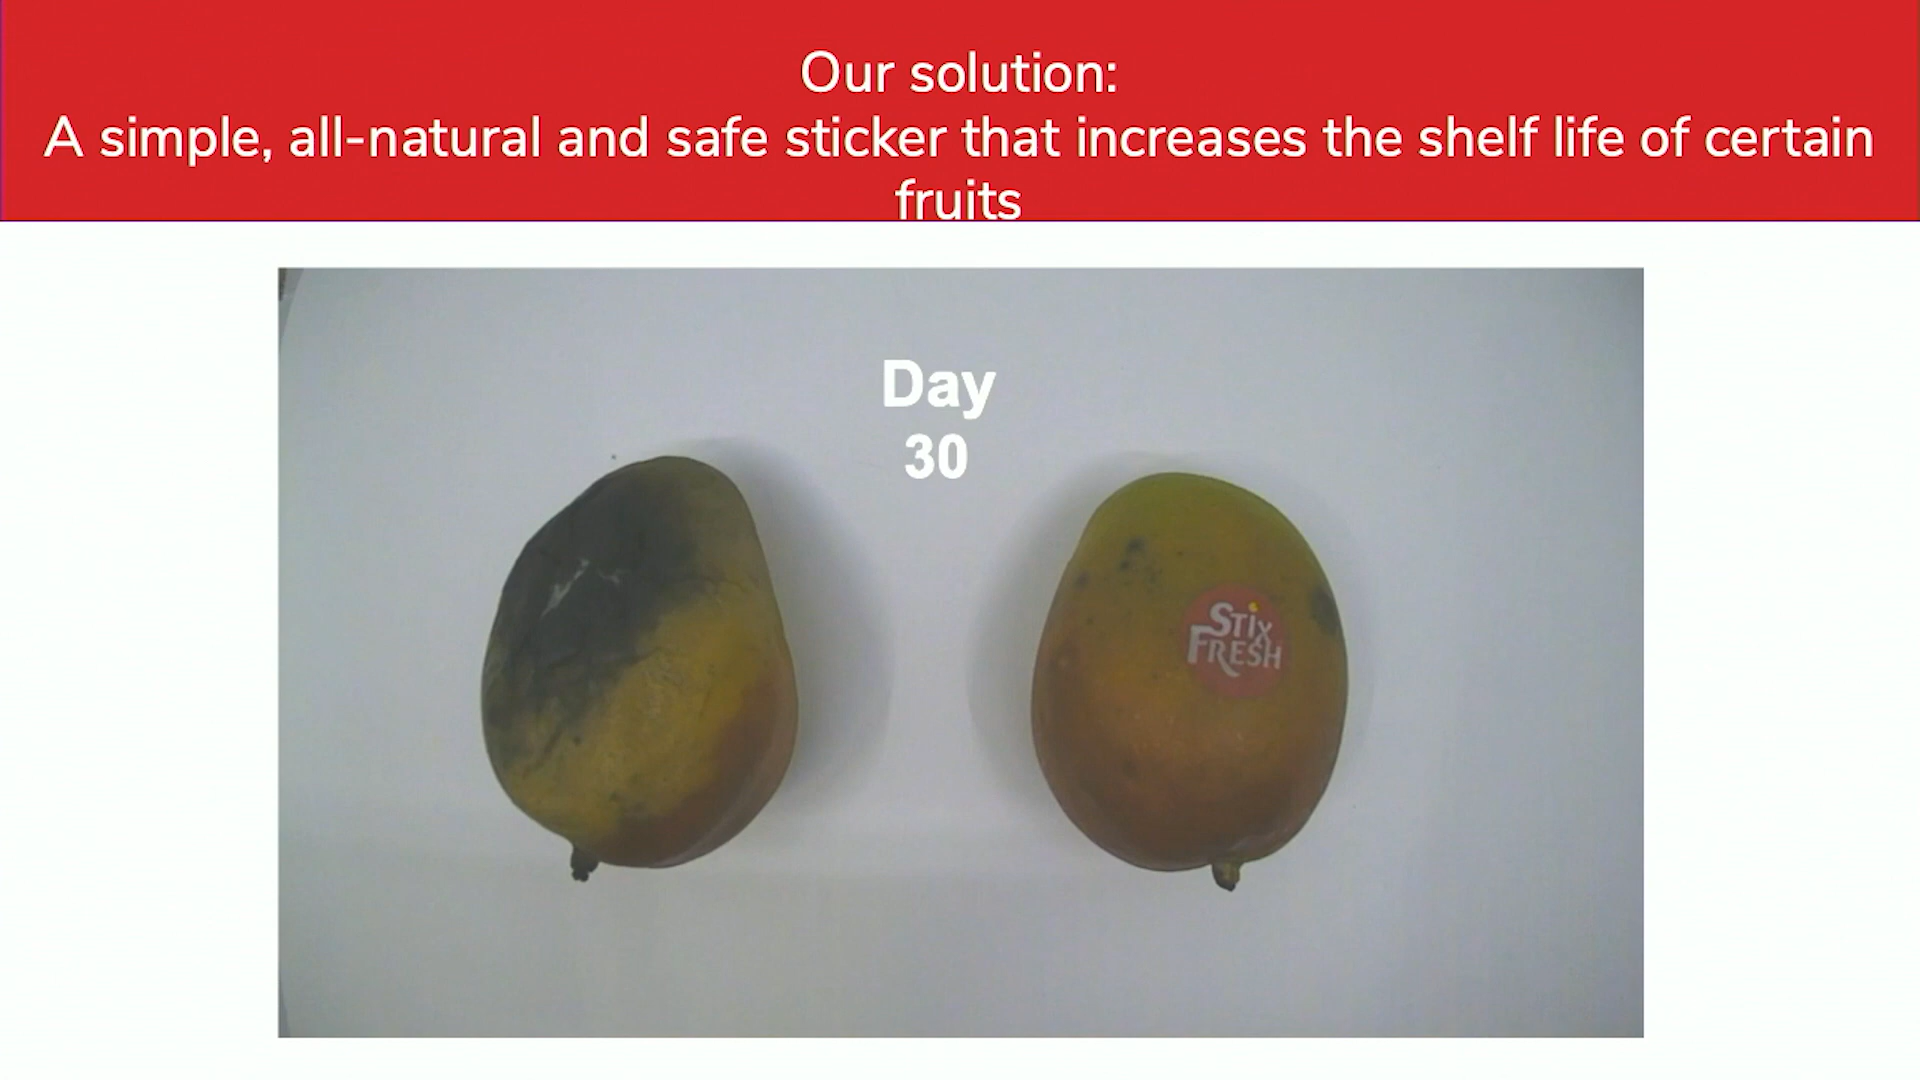 Our solution:
A simple, all-natural and safe sticker that increases the shelf life of certain
fruits
Day
30
STIX
FRESH